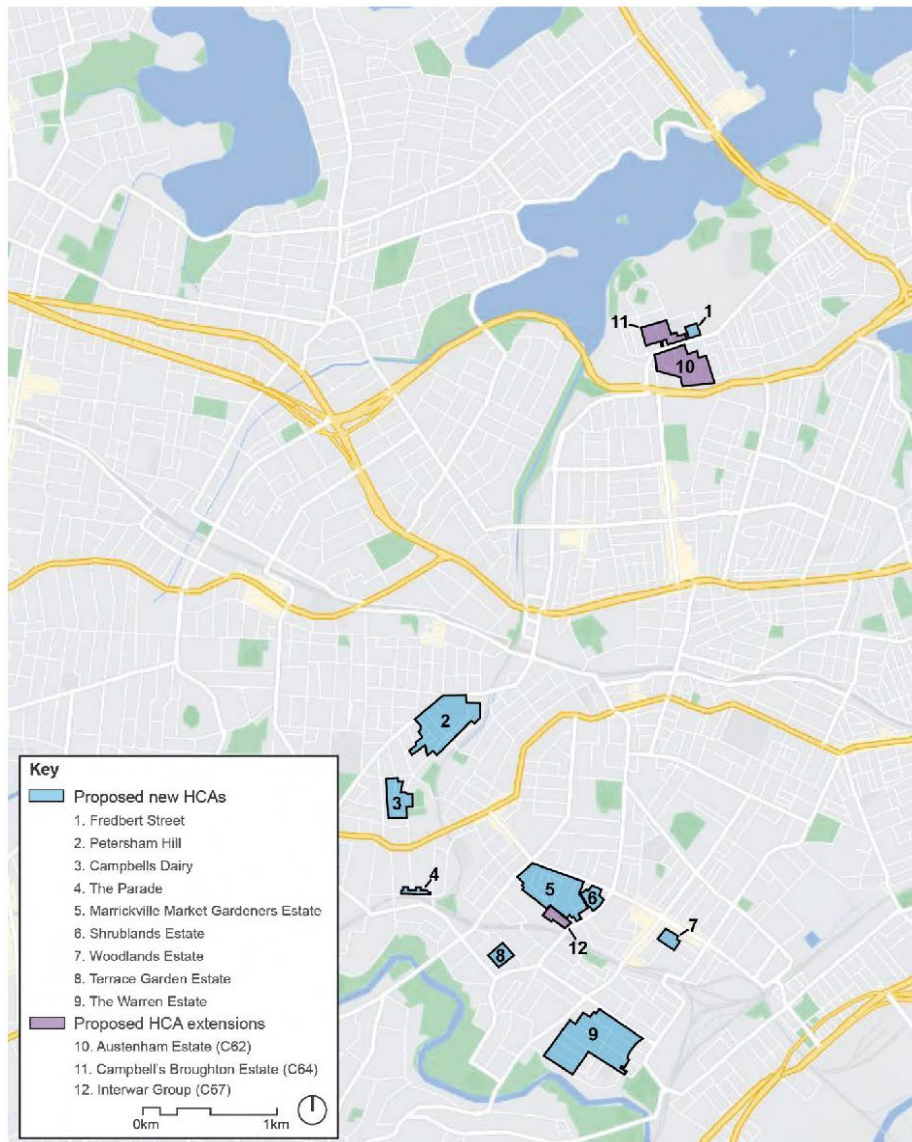 1
11
10
2
3
4
5
6
7
12
8
9
Key
Proposed new HCAs
1. Fredbert Street
2. Petersham Hill
3. Campbells Dairy
4. The Parade
5. Marrickville Market Gardeners Estate
6. Shrublands Estate
7. Woodlands Estate
8. Terrace Garden Estate
9. The Warren Estate
Proposed HCA extensions
10. Austenham Estate (C62)
11. Campbell's Broughton Estate (C64)
12. Interwar Group (C67)
0km 1km